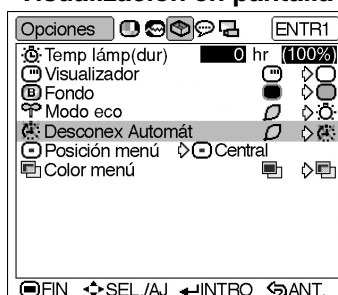 Visualización en pantalla
Opciones ENTR1
Temp lámp(dur) 0 hr (100%)
Visualizador
B Fondo
Modo eco
Desconex Automát
Posición menú Central
Color menú
FIN SEL./AJ INTRO ANT.